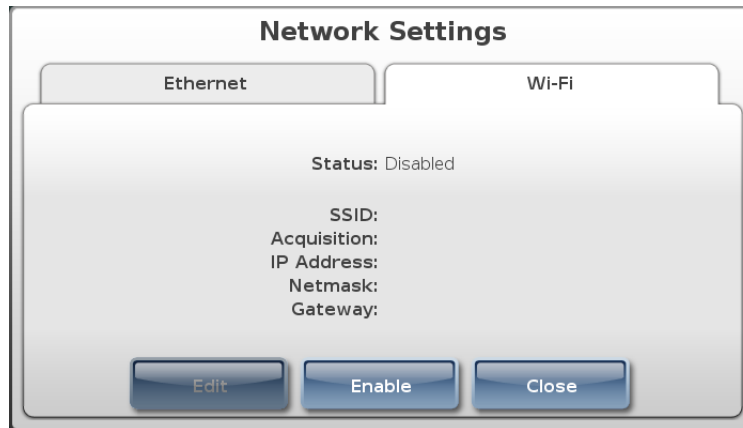 Network Settings
Ethernet Wi-Fi
Status: Disabled
SSID:
Acquisition:
IP Address:
Netmask:
Gateway:
Edit Enable Close